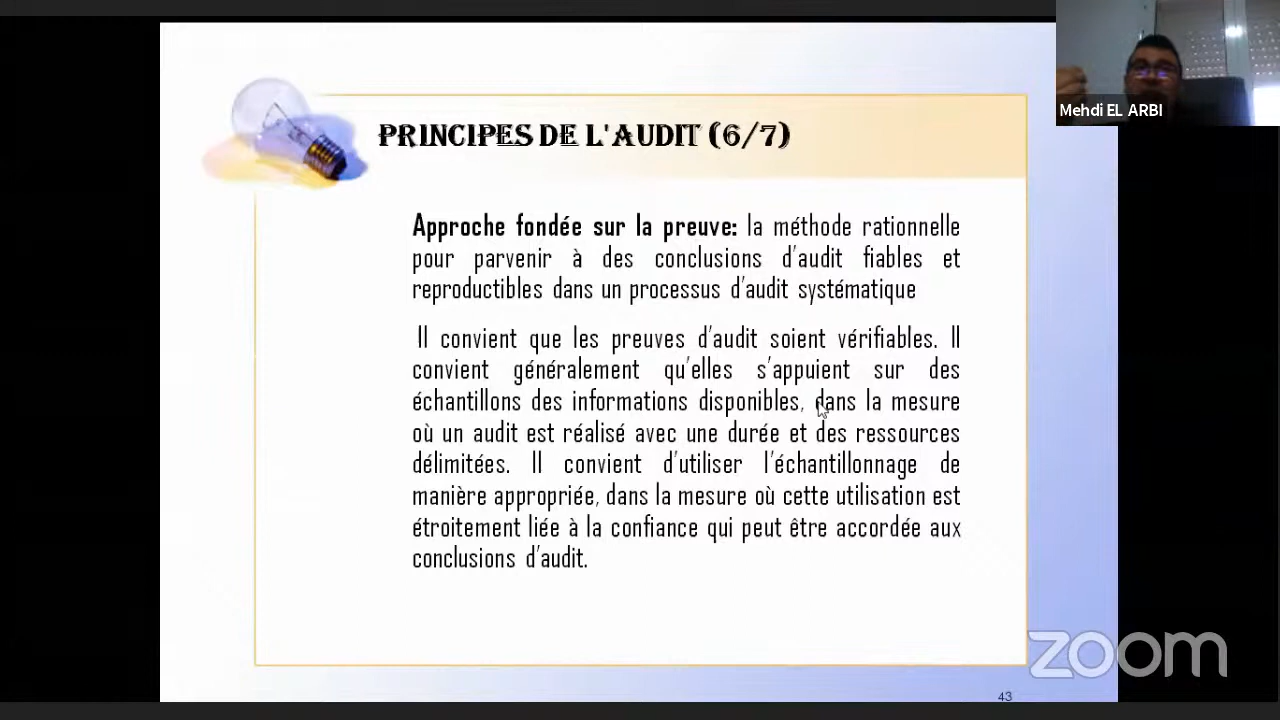 Mehdi EL ARBI
PRINCIPES DE L'AUDIT (6/7)
Approche fondée sur la preuve: la méthode rationnelle
pour parvenir à des conclusions d'audit fiables et
reproductibles dans un processus d'audit systématique
Il convient que les preuves d'audit soient vérifiables. Il
convient généralement qu'elles s'appuient sur des
échantillons des informations disponibles, dans la mesure
où un audit est réalisé avec une durée et des ressources
délimitées. Il convient d'utiliser l'échantillonnage de
manière appropriée, dans la mesure où cette utilisation est
étroitement liée à la confiance qui peut être accordée aux
conclusions d'audit.
zoom
43